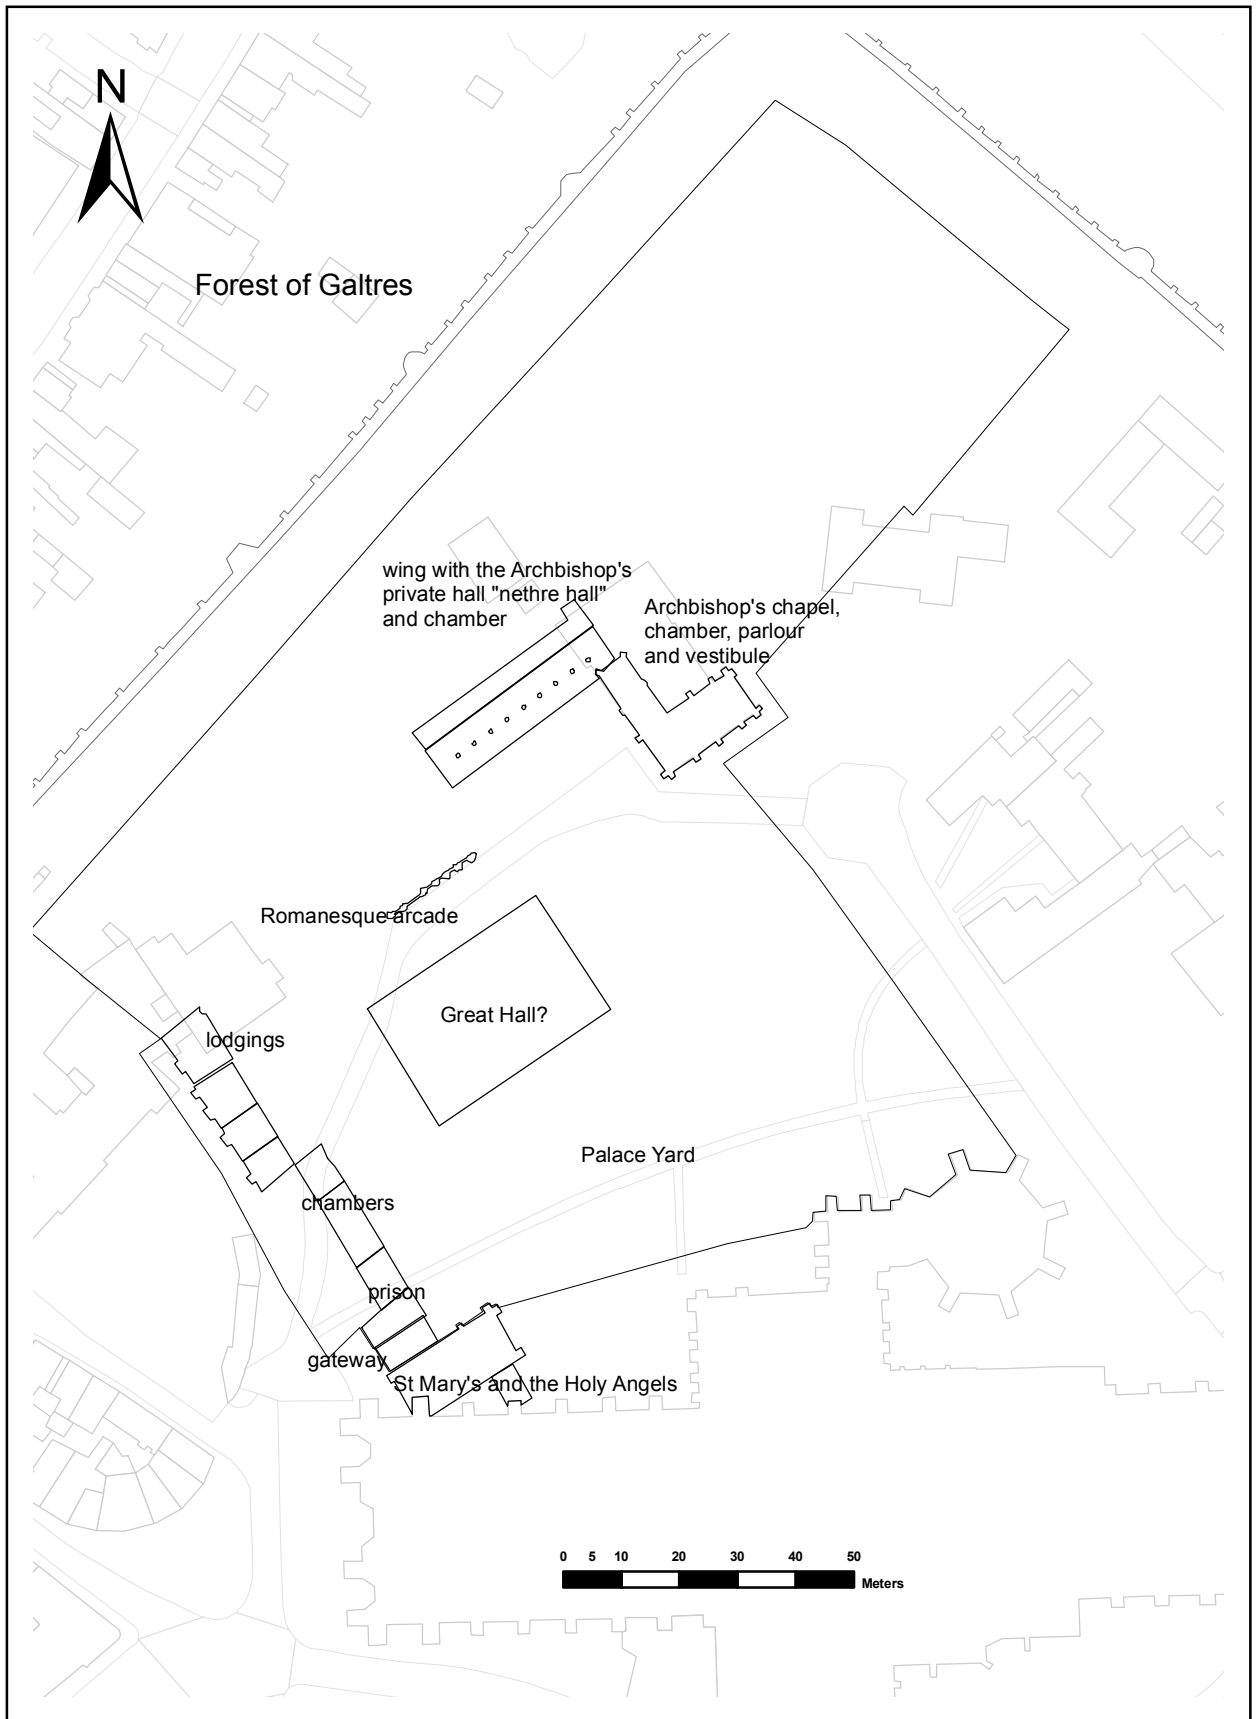 N
Forest of Galtres
wing with the Archbishop's
private hall "nethre hall"
and chamber
Archbishop's chapel,
chamber, parlour
and vestibule
Romanesque arcade
Great Hall?
lodgings
Palace Yard
chambers
prison
gateway
St Mary's and the Holy Angels
0 5 10 20 30 40 50
Meters